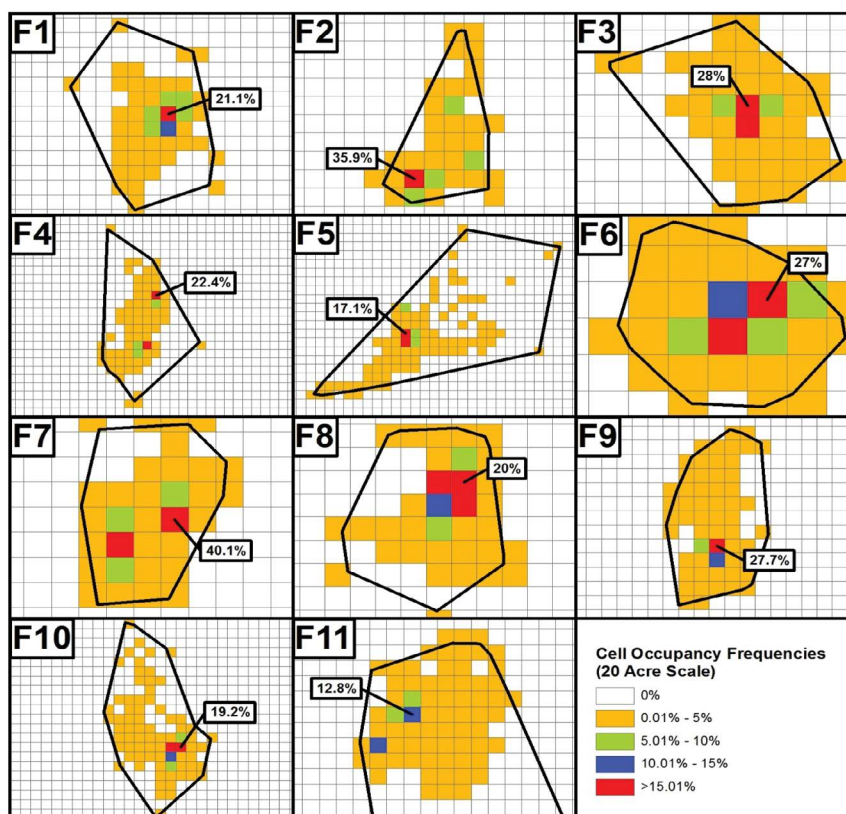 F1
21.1%
F2
35.9%
F3
28%
F4
22.4%
F5
17.1%
F6
27%
F7
40.1%
F8
20%
F9
27.7%
F10
19.2%
F11
12.8%
Cell Occupancy Frequencies
(20 Acre Scale)
0%
0.01% - 5%
5.01% - 10%
10.01% - 15%
>15.01%